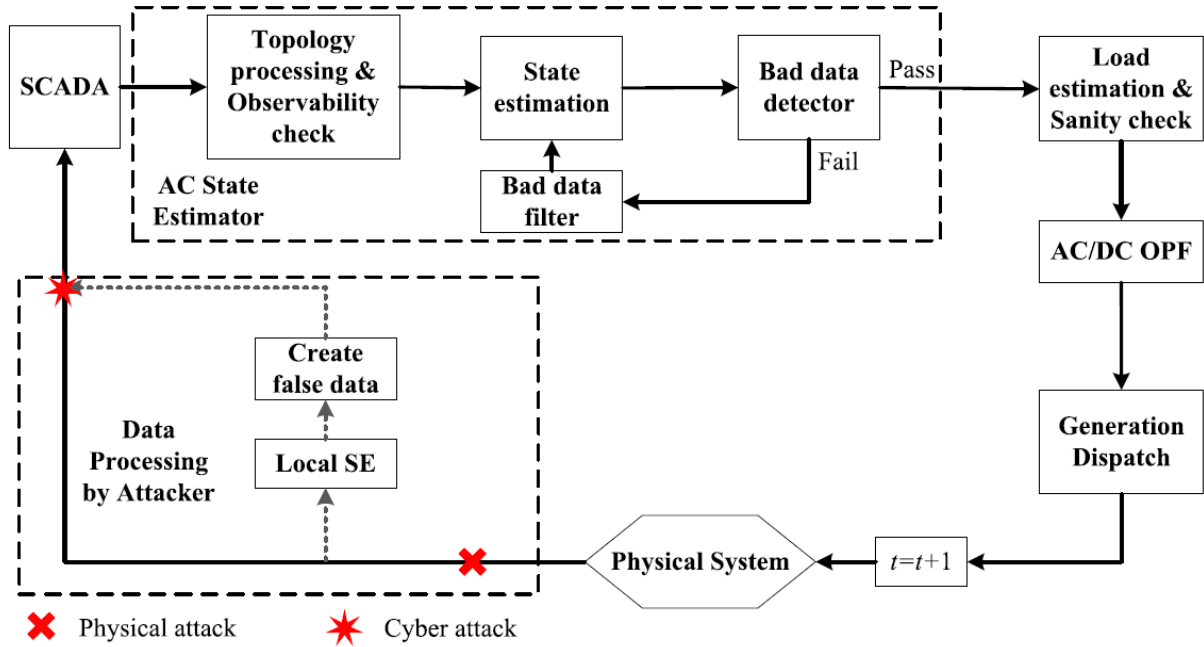 SCADA
Topology
processing &
Observability
check
State
estimation
Bad data
detector
Pass
Fail
Bad data
filter
AC State
Estimator
Load
estimation &
Sanity check
AC/DC OPF
Generation
Dispatch
t=t+1
Physical System
Create
false data
Local SE
Data
Processing
by Attacker
Physical attack
Cyber attack